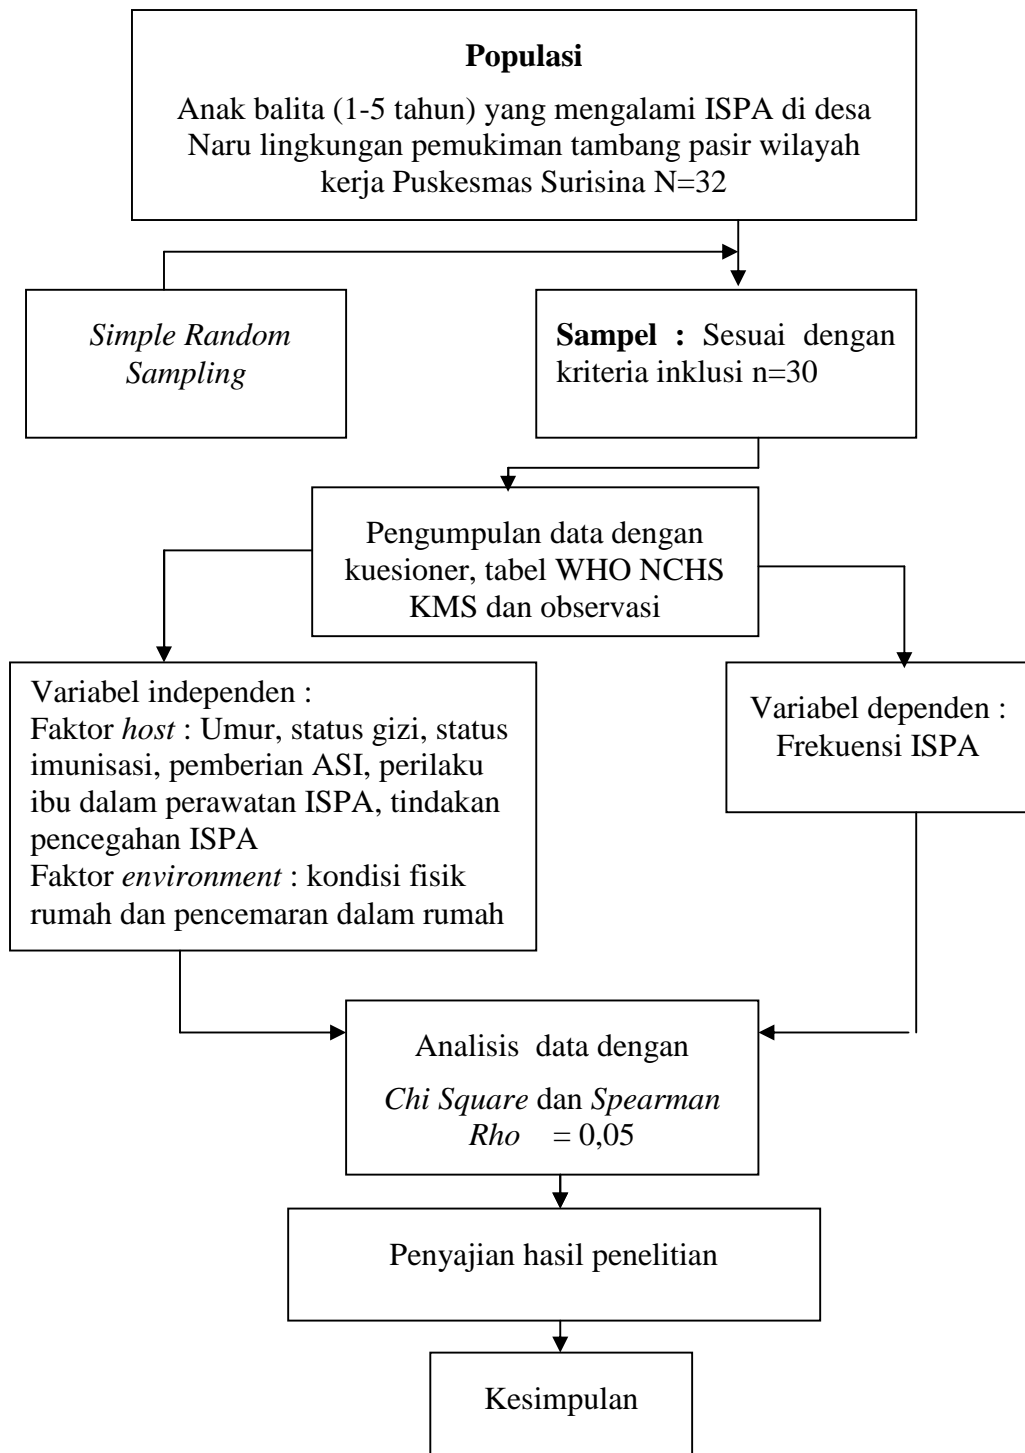 Populasi
Anak balita (1-5 tahun) yang mengalami ISPA di desa
Naru lingkungan pemukiman tambang pasir wilayah
kerja Puskesmas Surisina N=32
Simple Random
Sampling
Sampel : Sesuai dengan
kriteria inklusi n=30
Pengumpulan data dengan
kuesioner, tabel WHO NCHS
KMS dan observasi
Variabel independen :
Faktor host : Umur, status gizi, status
imunisasi, pemberian ASI, perilaku
ibu dalam perawatan ISPA, tindakan
pencegahan ISPA
Faktor environment : kondisi fisik
rumah dan pencemaran dalam rumah
Variabel dependen :
Frekuensi ISPA
Analisis data dengan
Chi Square dan Spearman
Rho = 0,05
Penyajian hasil penelitian
Kesimpulan